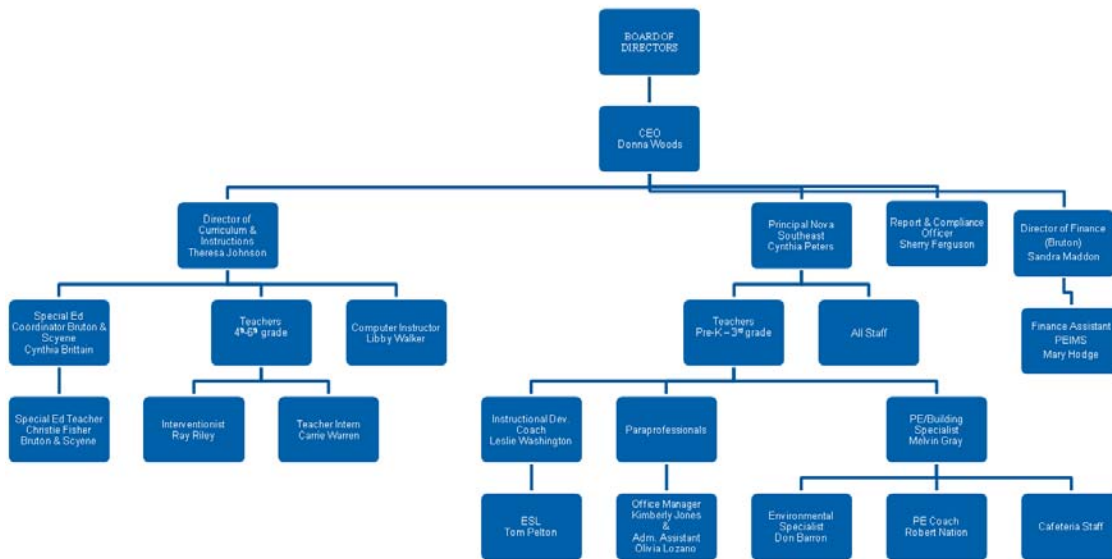 BOARD OF
DIRECTORS
CEO
Donna Woods
Director of
Curriculum &
Instructions
Theresa Johnson
Principal Nova
Southeast
Cynthia Peters
Report & Compliance
Officer
Sherry Ferguson
Director of Finance
(Bruton)
Sandra Maddon
Special Ed
Coordinator Bruton &
Scyene
Cynthia Brittain
Teachers
4th-6th grade
Computer Instructor
Libby Walker
Teachers
Pre-K – 3rd grade
All Staff
Finance Assistant
PEIMS
Mary Hodge
Special Ed Teacher
Christie Fisher
Bruton & Scyene
Interventionist
Ray Riley
Teacher Intern
Carrie Warren
Instructional Dev.
Coach
Leslie Washington
Paraprofessionals
PE/Building
Specialist
Melvin Gray
ESL
Tom Pelton
Office Manager
Kimberly Jones
&
Adm. Assistant
Olivia Lozano
Environmental
Specialist
Don Barron
PE Coach
Robert Nation
Cafeteria Staff